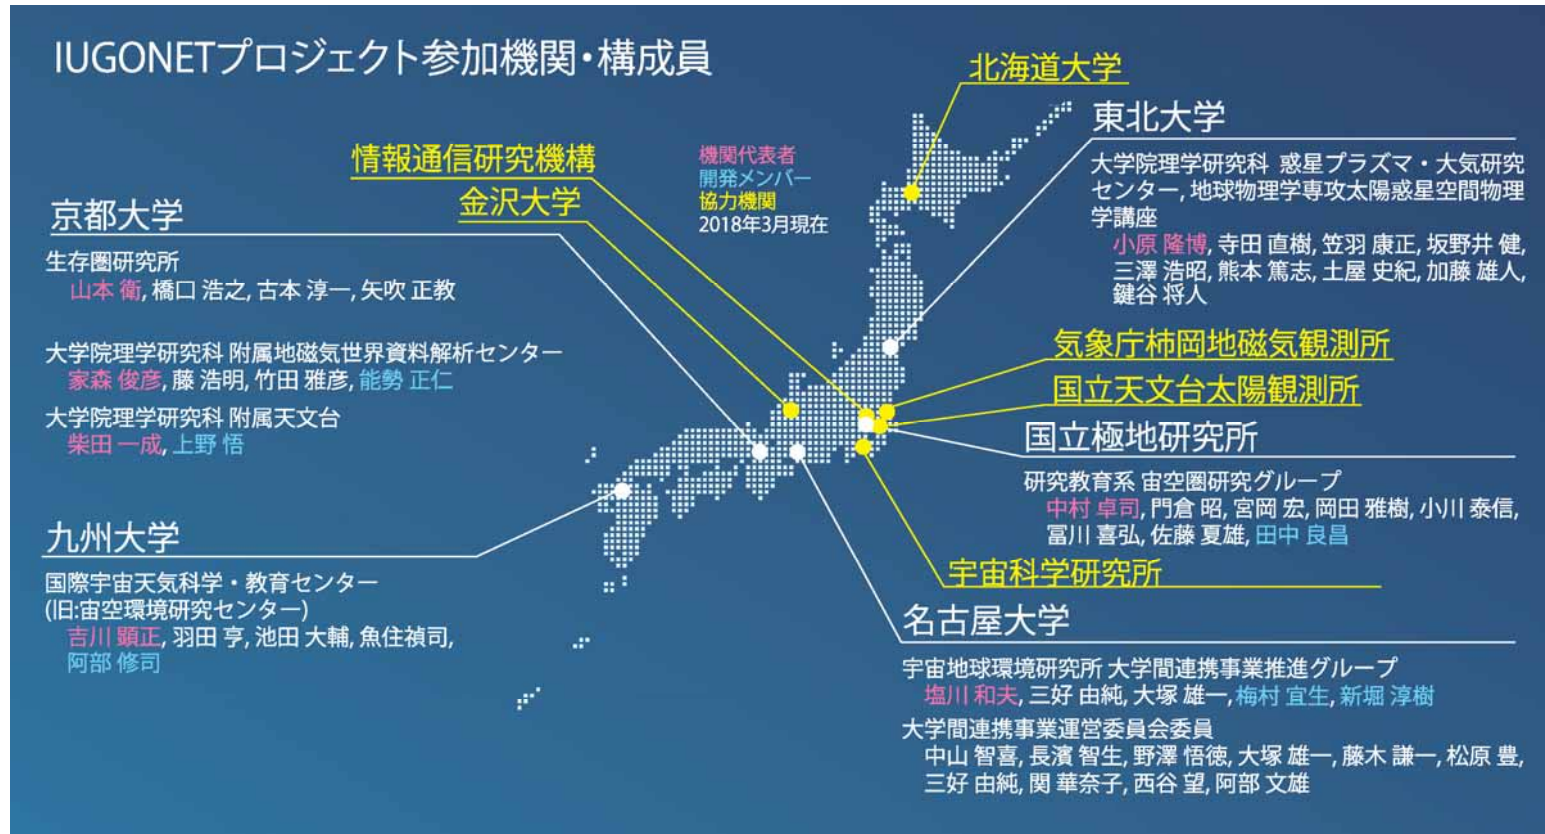 IUGONETプロジェクト参加機関・構成員
北海道大学
東北大学
大学院理学研究科 惑星プラズマ・大気研究
センター, 地球物理学専攻太陽惑星空間物理
学講座
小原 隆博, 寺田 直樹, 笠羽 康正, 坂野井 健,
三澤 浩昭, 熊本 篤志, 土屋 史紀, 加藤 雄人,
鍵谷 将人
機関代表者
開発メンバー
協力機関
2018年3月現在
情報通信研究機構
金沢大学
京都大学
生存圏研究所
山本 衛, 橋口 浩之, 古本 淳一, 矢吹 正教
大学院理学研究科 附属地磁気世界資料解析センター
家森 俊彦, 藤 浩明, 竹田 雅彦, 能勢 正仁
大学院理学研究科 附属天文台
柴田 一成, 上野 悟
九州大学
国際宇宙天気科学・教育センター
(旧:宙空環境研究センター)
吉川 顕正, 羽田 亨, 池田 大輔, 魚住禎司,
阿部 修司
気象庁柿岡地磁気観測所
国立天文台太陽観測所
国立極地研究所
研究教育系 宙空圏研究グループ
中村 卓司, 門倉 昭, 宮岡 宏, 岡田 雅樹, 小川 泰信,
冨川 喜弘, 佐藤 夏雄, 田中 良昌
宇宙科学研究所
名古屋大学
宇宙地球環境研究所 大学間連携事業推進グループ
塩川 和夫, 三好 由純, 大塚 雄一, 梅村 宜生, 新堀 淳樹
大学間連携事業運営委員会委員
中山 智喜, 長濱 智生, 野澤 悟徳, 大塚 雄一, 藤木 謙一, 松原 豊,
三好 由純, 関 華奈子, 西谷 望, 阿部 文雄